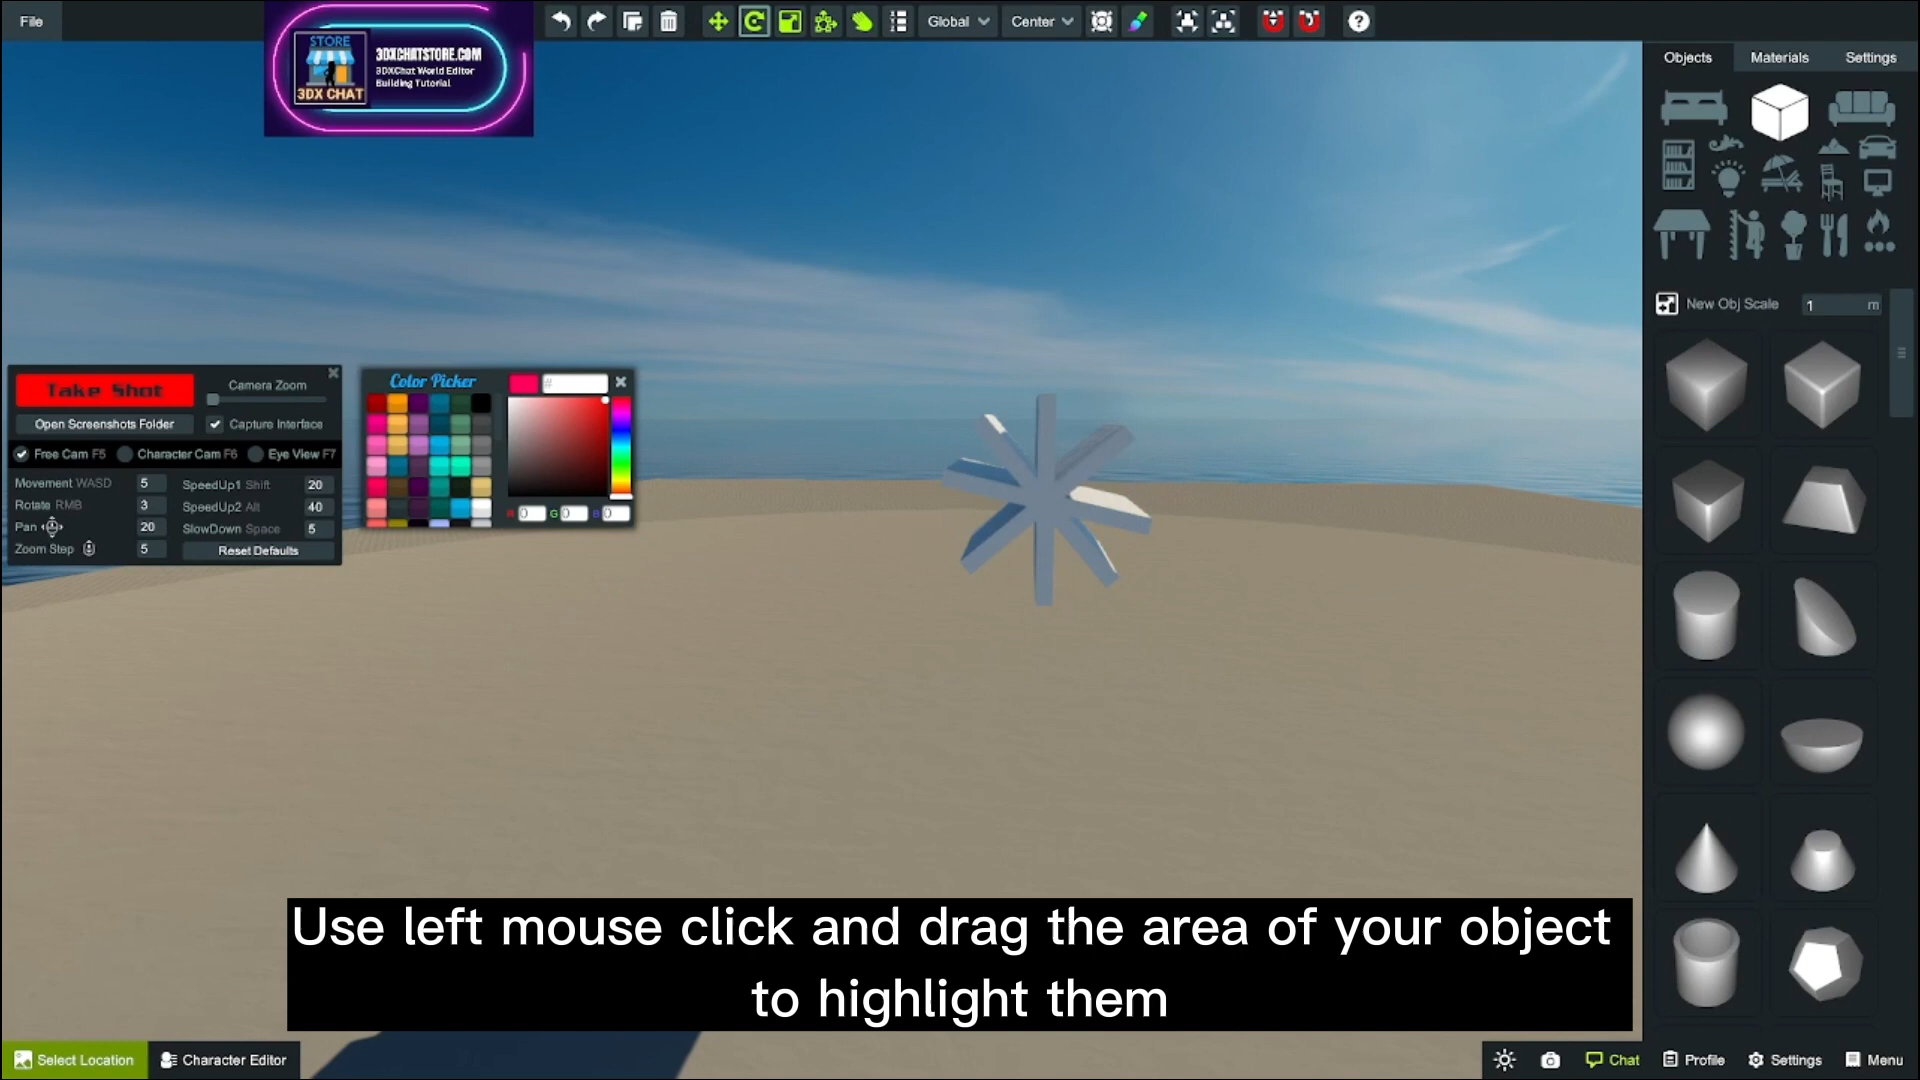 File
STORE
3DX CHAT
3DXCHATSTORE.COM
3DXChat World Editor
Building Tutorial
Global
Center
Objects
Materials
Settings
New Obj Scale
1
m
Take Shot
Camera Zoom
Open Screenshots Folder
Capture Interface
Free Cam F5
Character Cam F6
Eye View F7
Movement WASD
5
SpeedUp1 Shift
20
Rotate RMB
3
SpeedUp2 Alt
40
Pan
20
SlowDown Space
5
Zoom Step
5
Reset Defaults
Color Picker
#
R
0
G
0
B
0
Use left mouse click and drag the area of your object
to highlight them
Select Location
Character Editor
Chat
Profile
Settings
Menu